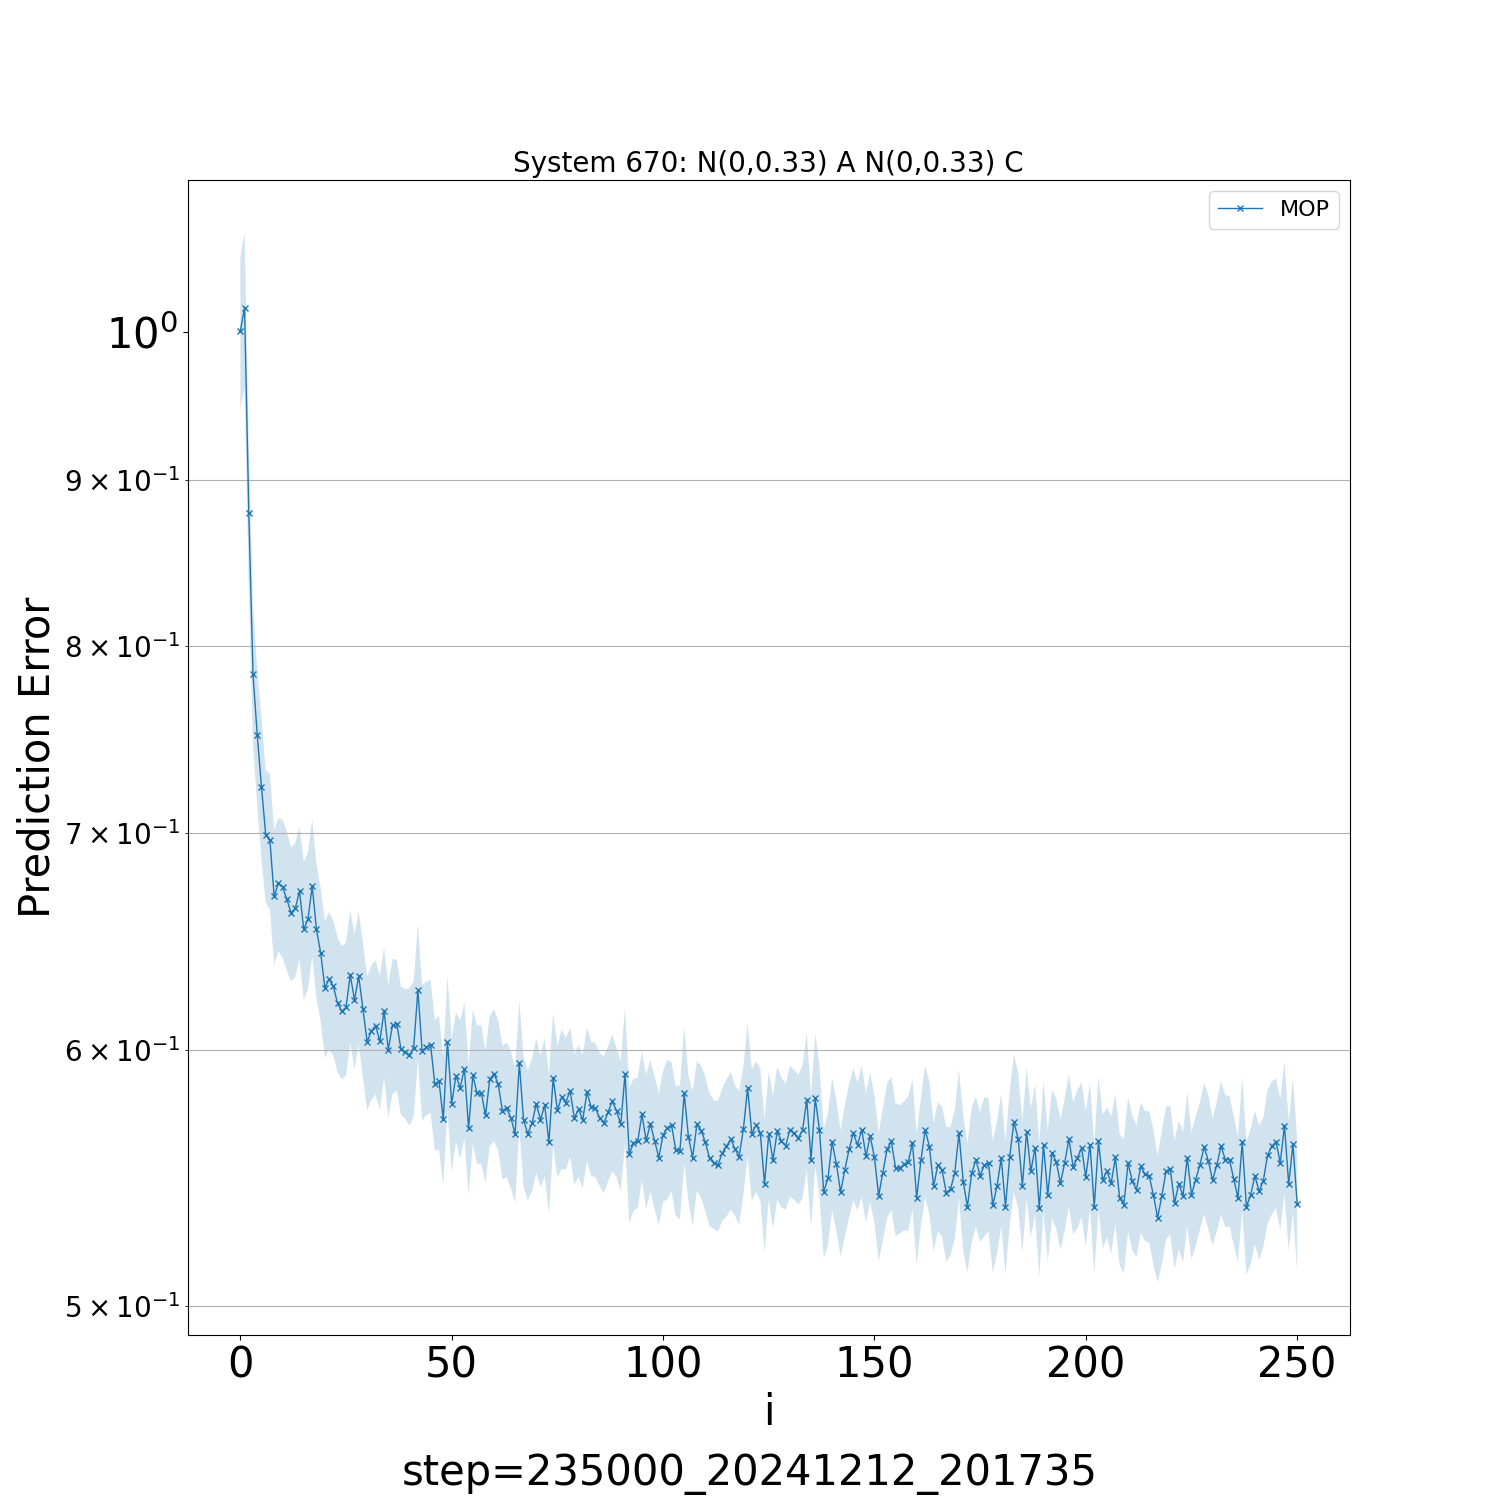 System 670: N(0,0.33) A N(0,0.33) C
MOP
10⁰
9 × 10⁻¹
8 × 10⁻¹
7 × 10⁻¹
6 × 10⁻¹
5 × 10⁻¹
Prediction Error
0 50 100 150 200 250
i
step=235000_20241212_201735